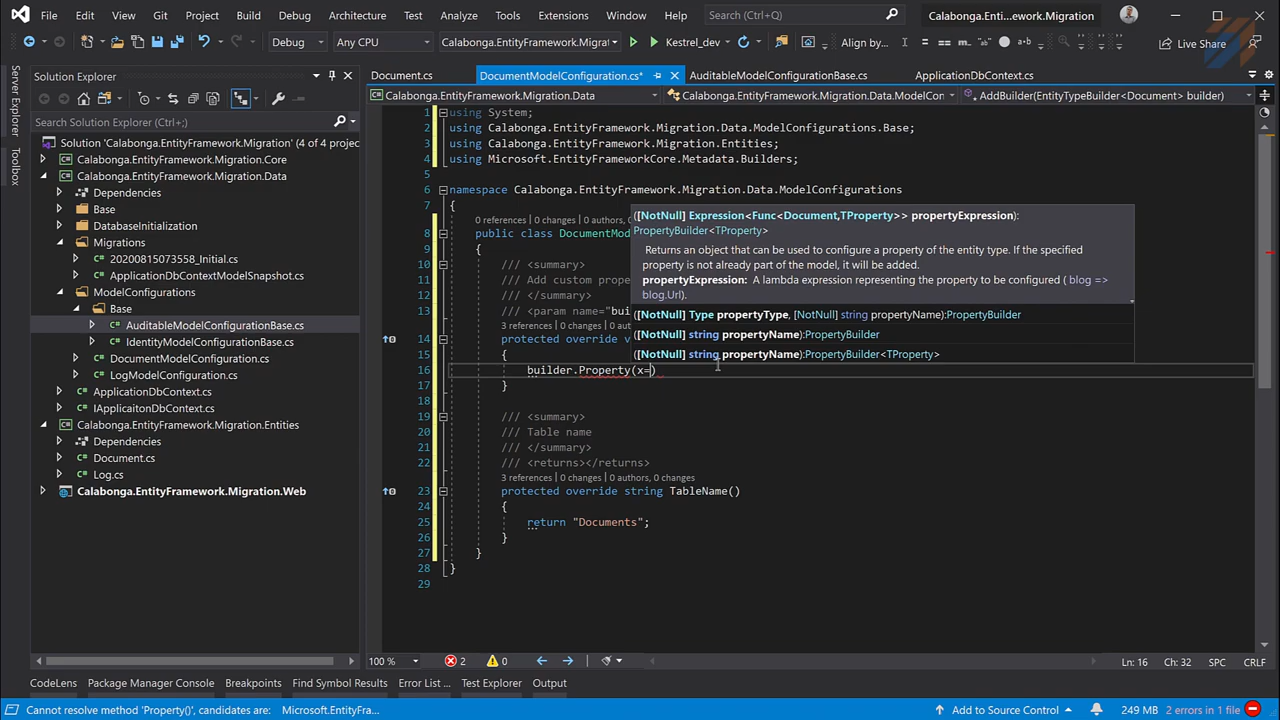 File Edit View Git Project Build Debug Architecture Test Analyze Tools Extensions Window Help Search (Ctrl+Q) Calabonga.Enti...ework.Migration
Debug Any CPU Calabonga.EntityFramework.Migrat Kestrel_dev Align by... Live Share
Server Explorer
Toolbox
Solution Explorer
Search Solution Explorer (Ctrl+;)
Solution 'Calabonga.EntityFramework.Migration' (4 of 4 projec
Calabonga.EntityFramework.Migration.Core
Calabonga.EntityFramework.Migration.Data
Dependencies
Base
DatabaseInitialization
Migrations
20200815073558_Initial.cs
ApplicationDbContextModelSnapshot.cs
ModelConfigurations
Base
AuditableModelConfigurationBase.cs
IdentityModelConfigurationBase.cs
DocumentModelConfiguration.cs
LogModelConfiguration.cs
ApplicationDbContext.cs
IApplicationDbContext.cs
Calabonga.EntityFramework.Migration.Entities
Dependencies
Document.cs
Log.cs
Calabonga.EntityFramework.Migration.Web
Document.cs DocumentModelConfiguration.cs* AuditableModelConfigurationBase.cs ApplicationDbContext.cs
Calabonga.EntityFramework.Migration.Data Calabonga.EntityFramework.Migration.Data.ModelCon AddBuilder(EntityTypeBuilder<Document> builder)
1 using System;
2 using Calabonga.EntityFramework.Migration.Data.ModelConfigurations.Base;
3 using Calabonga.EntityFramework.Migration.Entities;
4 using Microsoft.EntityFrameworkCore.Metadata.Builders;
5
6 namespace Calabonga.EntityFramework.Migration.Data.ModelConfigurations
7 {
0 references | 0 changes | 0 authors, 0
8 public class DocumentMod
9 {
10 /// <summary>
11 /// Add custom prope
12 /// </summary>
13 /// <param name="bui
3 references | 0 changes | 0 au
14 protected override v
15 {
16 builder.Property(x=)
17 }
18
19 /// <summary>
20 /// Table name
21 /// </summary>
22 /// <returns></returns>
3 references | 0 changes | 0 authors, 0 changes
23 protected override string TableName()
24 {
25 return "Documents";
26 }
27 }
28 }
29
([NotNull] Expression<Func<Document,TProperty>> propertyExpression):
PropertyBuilder<TProperty>
Returns an object that can be used to configure a property of the entity type. If the specified
property is not already part of the model, it will be added.
propertyExpression: A lambda expression representing the property to be configured ( blog =>
blog.Url).
([NotNull] Type propertyType, [NotNull] string propertyName):PropertyBuilder
([NotNull] string propertyName):PropertyBuilder
([NotNull] string propertyName):PropertyBuilder<TProperty>
100 % 2 0 Ln: 16 Ch: 32 SPC CRLF
CodeLens Package Manager Console Breakpoints Find Symbol Results Error List ... Test Explorer Output
Cannot resolve method 'Property()', candidates are: Microsoft.EntityFra... Add to Source Control 249 MB 2 errors in 1 file